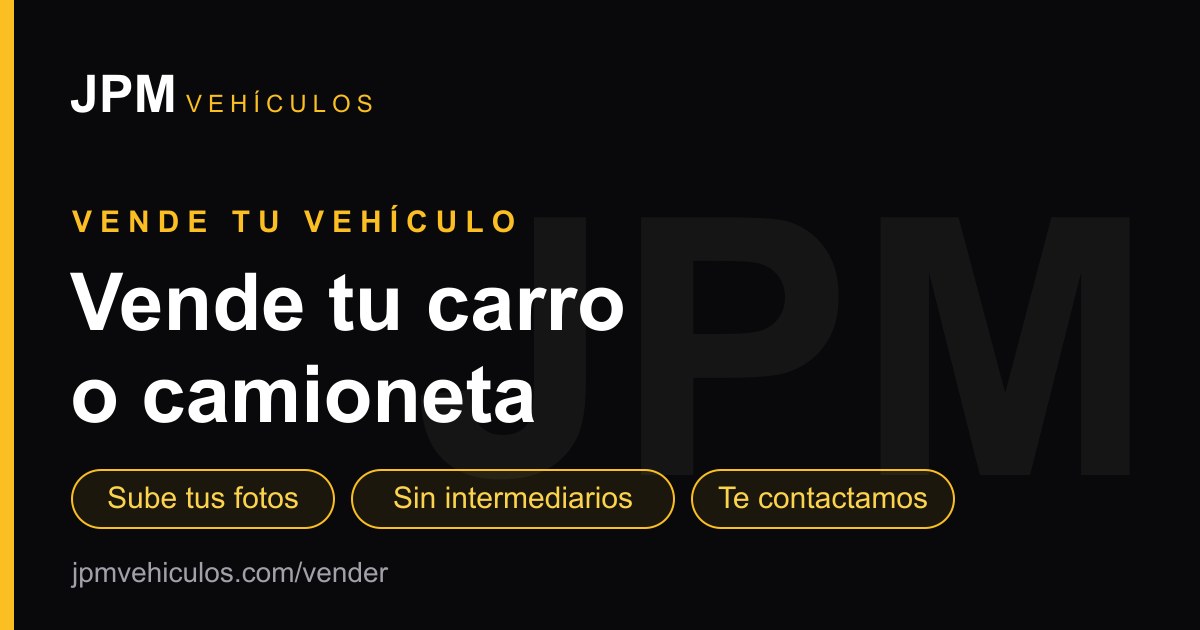 JPM VEHÍCULOS
VENDE TU VEHÍCULO
JPM
Vende tu carro
o camioneta
Sube tus fotos
Sin intermediarios
Te contactamos
jpmvehiculos.com/vender